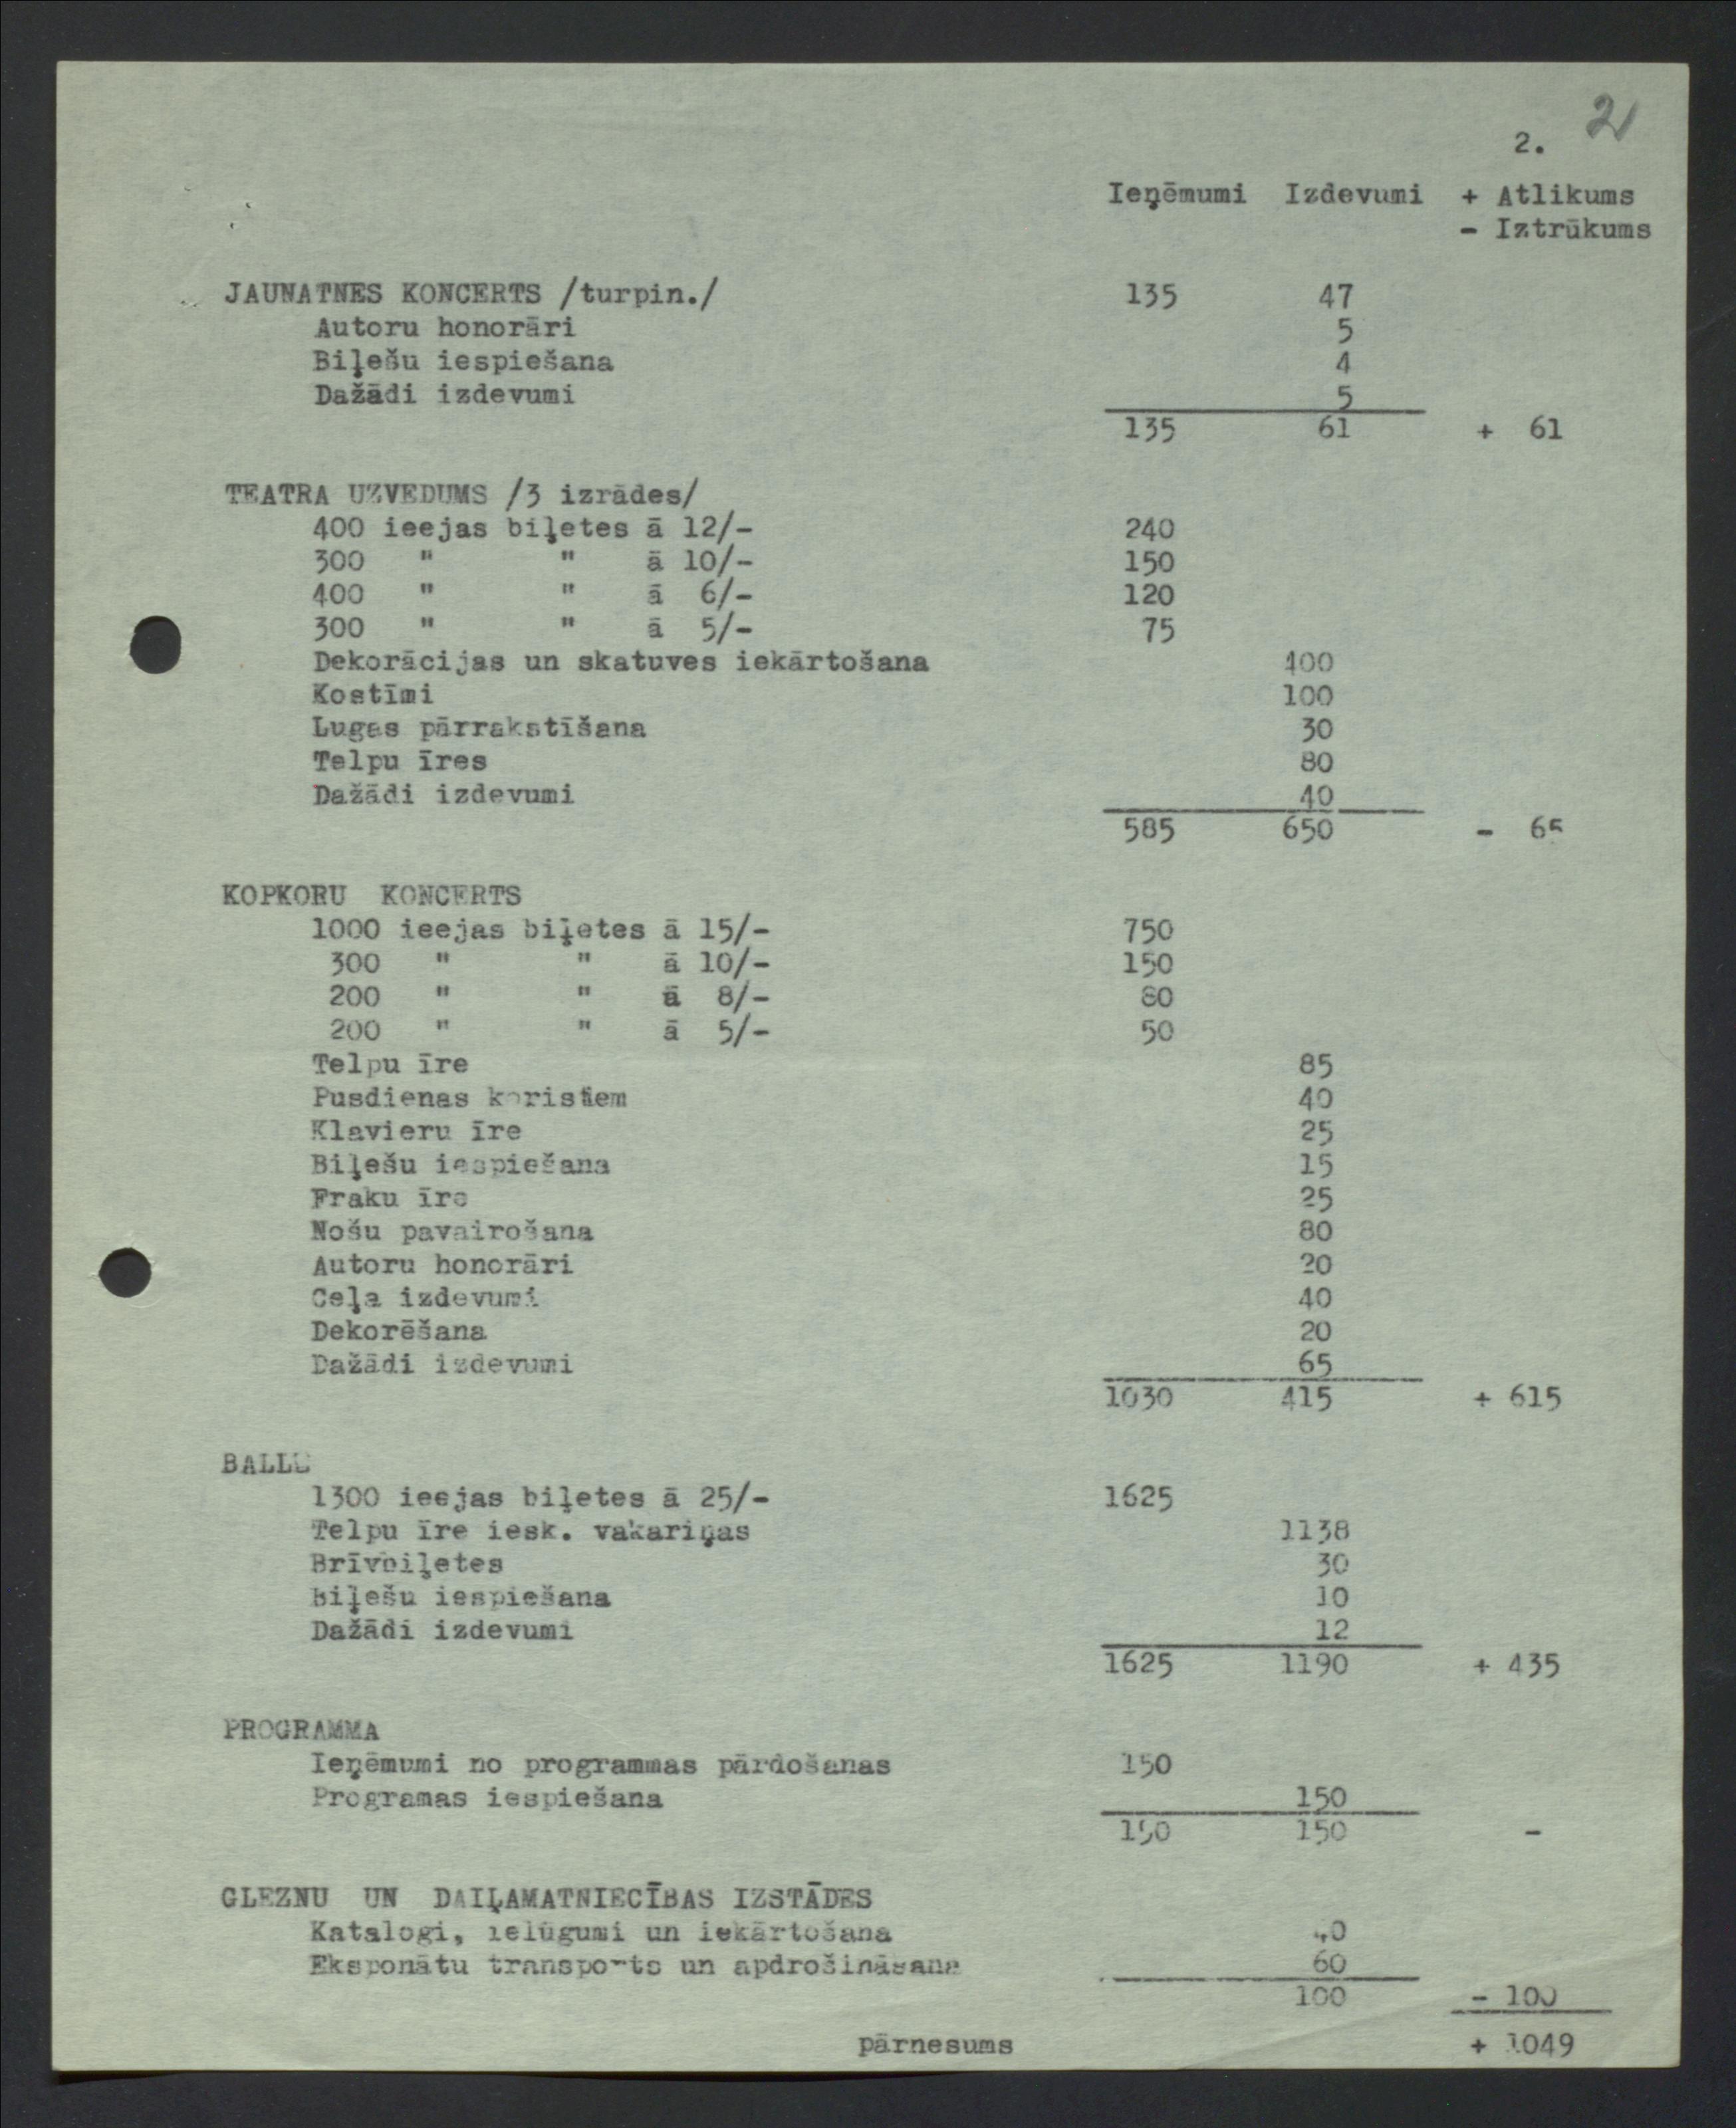 2
2.
Ieņēmumi Izdevumi + Atlikums
- Iztrūkums
JAUNATNES KONCERTS /turpin./ 135 47
Autoru honorāri 5
Biļešu iespiešana 4
Dažādi izdevumi 5
135 61 + 61
TEATRA UZVEDUMS /3 izrādes/
400 ieejas biļetes ā 12/- 240
300 " " ā 10/- 150
400 " " ā 6/- 120
300 " " ā 5/- 75
Dekorācijas un skatuves iekārtošana 400
Kostīmi 100
Lugas pārrakstīšana 30
Telpu īres 80
Dažādi izdevumi 40
585 650 - 65
KOPKORU KONCERTS
1000 ieejas biļetes ā 15/- 750
300 " " ā 10/- 150
200 " " ā 8/- 80
200 " " ā 5/- 50
Telpu īre 85
Pusdienas koristiem 40
Klavieru īre 25
Biļešu iespiešana 15
Fraku īre 25
Nošu pavairošana 80
Autoru honorāri 20
Ceļa izdevumi 40
Dekorēšana 20
Dažādi izdevumi 65
1030 415 + 615
BALLE
1300 ieejas biļetes ā 25/- 1625
Telpu īre iesk. vakariņas 1138
Brīvbiļetes 30
Biļešu iespiešana 10
Dažādi izdevumi 12
1625 1190 + 435
PROGRAMMA
Ieņēmumi no programmas pārdošanas 150
Programas iespiešana 150
150 150 -
GLEZNU UN DAIĻAMATNIECĪBAS IZSTĀDES
Katalogi, ielūgumi un iekārtošana 40
Eksponātu transports un apdrošināšana 60
100 - 100
pārnesums + 1049